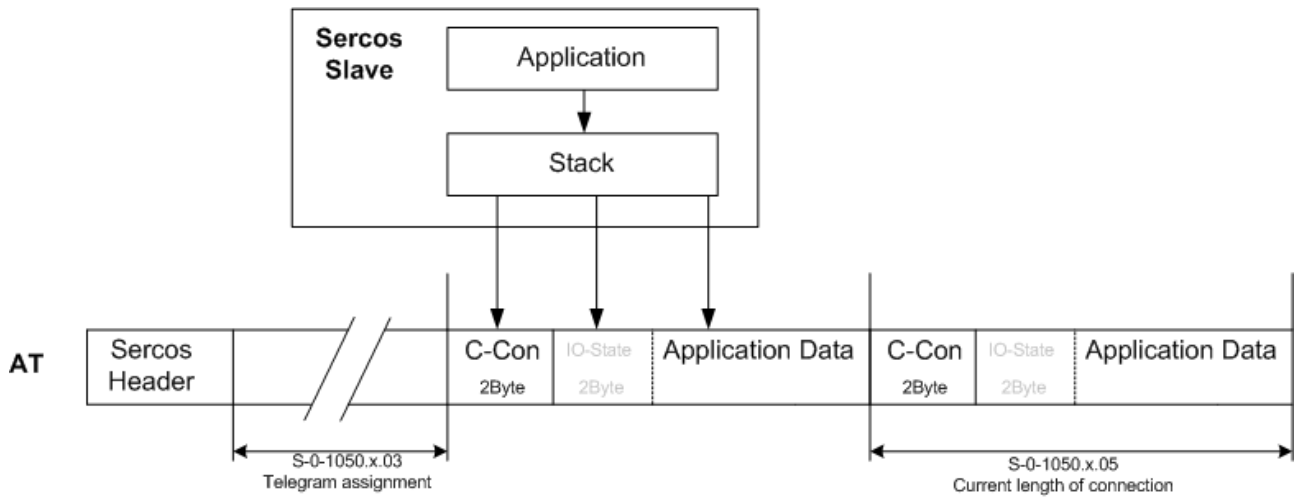 Sercos
Slave
Application
Stack
AT
Sercos
Header
C-Con
2Byte
IO-State
2Byte
Application Data
C-Con
2Byte
IO-State
2Byte
Application Data
S-0-1050.x.03
Telegram assignment
S-0-1050.x.05
Current length of connection